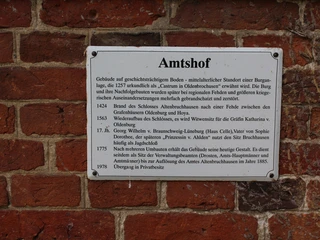 Amtshof
Gebäude auf geschichtsträchtigem Boden - mittelalterlicher Standort einer Burgan-
lage, die 1257 urkundlich als „Castrum in Oldenbrochusen" erwähnt wird. Die Burg
und ihre Nachfolgebauten wurden später bei regionalen Fehden und größeren kriege-
rischen Auseinandersetzungen mehrfach gebrandschatzt und zerstört.
1424 Brand des Schlosses Altenbruchhausen nach einer Fehde zwischen den
Grafenhäusern Oldenburg und Hoya.
1563 Wiederaufbau des Schlosses, es wird Witwensitz für die Gräfin Katharina v.
Oldenburg
17. Jh. Georg Wilhelm v. Braunschweig-Lüneburg (Haus Celle), Vater von Sophie
Dorothee, der späteren „Prinzessin v. Ahlden" nutzt den Sitz Bruchhausen
häufig als Jagdschloß
1775 Nach mehreren Umbauten erhält das Gebäude seine heutige Gestalt. Es dient
seitdem als Sitz der Verwaltungsbeamten (Drosten, Amts-Hauptmänner und
Amtmänner) bis zur Auflösung des Amtes Altenbruchhausen im Jahre 1885.
1978 Übergang in Privatbesitz